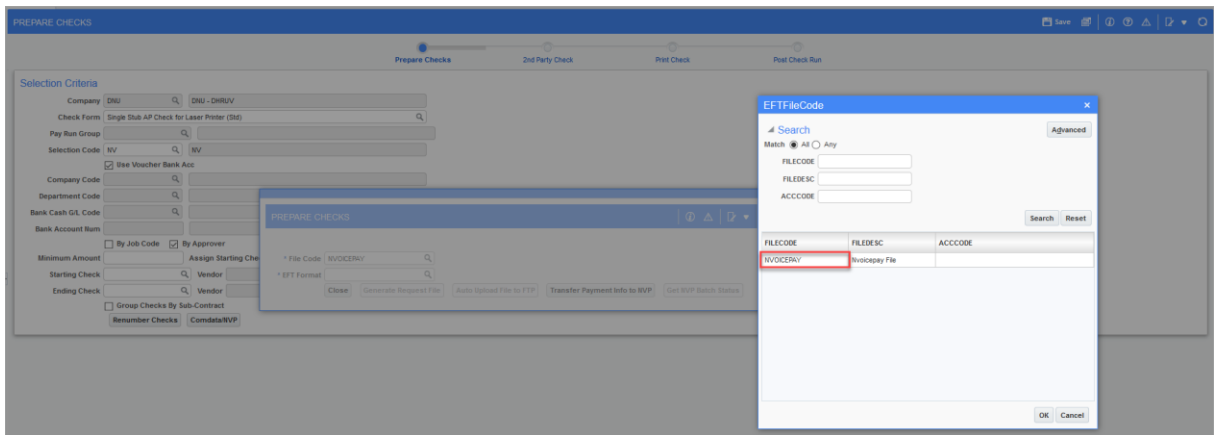 PREPARE CHECKS
Save
Prepare Checks
2nd Party Check
Print Check
Post Check Run
Selection Criteria
Company DNU DNU - DHRUV
Check Form Single Stub AP Check for Laser Printer (Std)
Pay Run Group
Selection Code NV NV
Use Voucher Bank Acc
Company Code
Department Code
Bank Cash G/L Code
Bank Account Num
By Job Code By Approver
Minimum Amount Assign Starting Che
Starting Check Vendor
Ending Check Vendor
Group Checks By Sub-Contract
Renumber Checks Comdata/NVP
PREPARE CHECKS
* File Code NVOICEPAY
* EFT Format
Close Generate Request File Auto Upload File to FTP Transfer Payment Info to NVP Get NVP Batch Status
EFTFileCode
Search Advanced
Match All Any
FILECODE
FILEDESC
ACCCODE
Search Reset
FILECODE FILEDESC ACCCODE
NVOICEPAY Nvoicepay File
OK Cancel